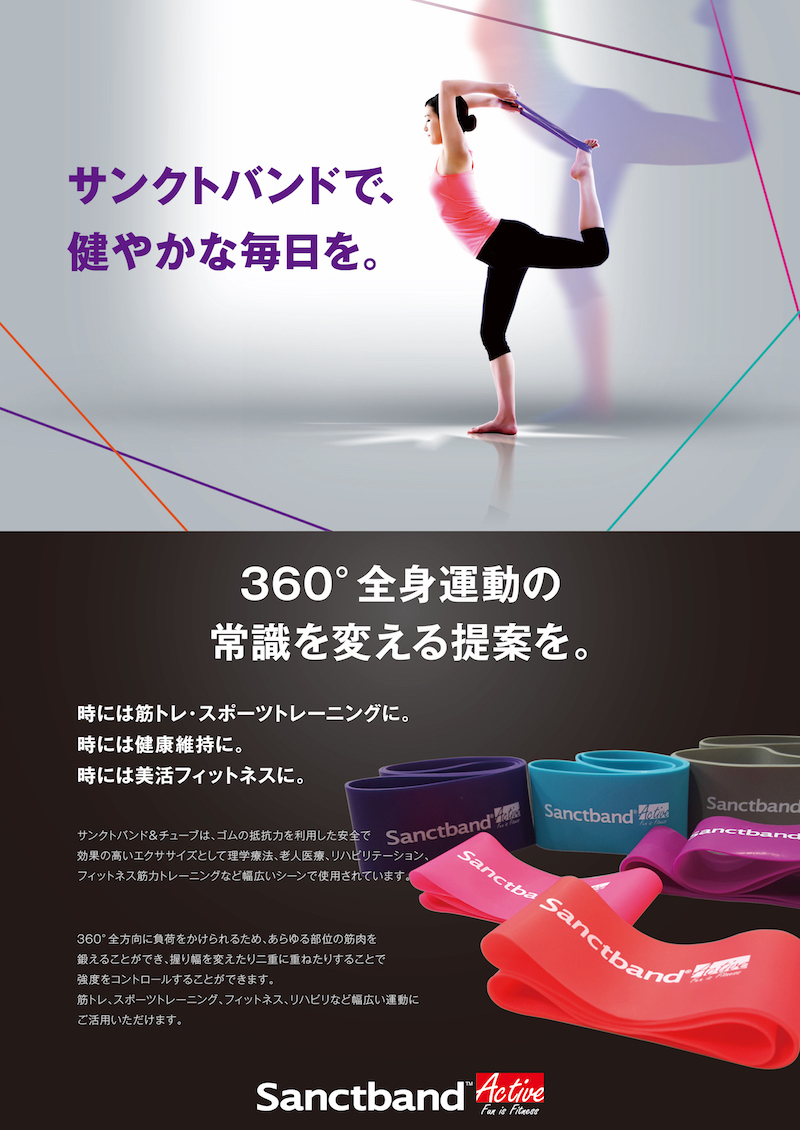 サンクトバンドで、
健やかな毎日を。
360°全身運動の
常識を変える提案を。
時には筋トレ・スポーツトレーニングに。
時には健康維持に。
時には美活フィットネスに。
サンクトバンド&チューブは、ゴムの抵抗力を利用した安全で
効果の高いエクササイズとして理学療法、老人医療、リハビリテーション、
フィットネス筋力トレーニングなど幅広いシーンで使用されています。
360°全方向に負荷をかけられるため、あらゆる部位の筋肉を
鍛えることができ、握り幅を変えたり二重に重ねたりすることで
強度をコントロールすることができます。
筋トレ、スポーツトレーニング、フィットネス、リハビリなど幅広い運動に
ご活用いただけます。
Sanctband® Active
Fun is Fitness
Sanctband® Active
Fun is Fitness
Sanctband
Sanctband
Sanctba
Sanctband® Active
Fun is Fitness
Sanctband™ Active
Fun is Fitness